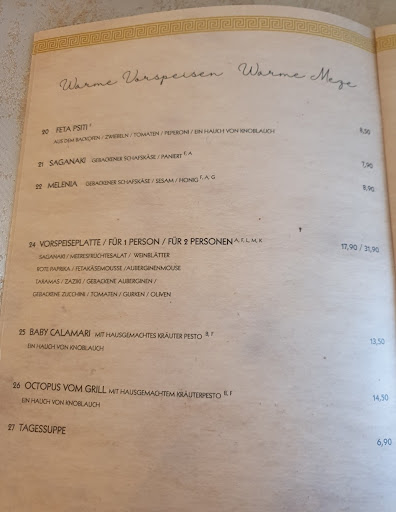 Warme Vorspeisen Warme Meze
20 FETA PSITI F 8,50
AUS DEM BACKOFEN / ZWIEBELN / TOMATEN / PEPERONI / EIN HAUCH VON KNOBLAUCH
21 SAGANAKI GEBACKENER SCHAFSKÄSE / PANIERT F, A 7,90
22 MELENIA GEBACKENER SCHAFSKÄSE / SESAM / HONIG F, A, G 8,90
24 VORSPEISEPLATTE / FÜR 1 PERSON / FÜR 2 PERSONEN A, F, L, M, K 17,90 / 31,90
SAGANAKI / MEERESFRUCHTESALAT / WEINBLÄTTER
ROTE PAPRIKA / FETAKÄSEMOUSSE / AUBERGINENMOUSE
TARAMAS / ZAZIKI / GEBACKENE AUBERGINEN /
GEBACKENE ZUCCHINI / TOMATEN / GURKEN / OLIVEN
25 BABY CALAMARI MIT HAUSGEMACHTES KRÄUTER PESTO B, F 13,50
EIN HAUCH VON KNOBLAUCH
26 OCTOPUS VOM GRILL MIT HAUSGEMACHTEM KRÄUTERPESTO B, F 14,50
EIN HAUCH VON KNOBLAUCH
27 TAGESSUPPE 6,90